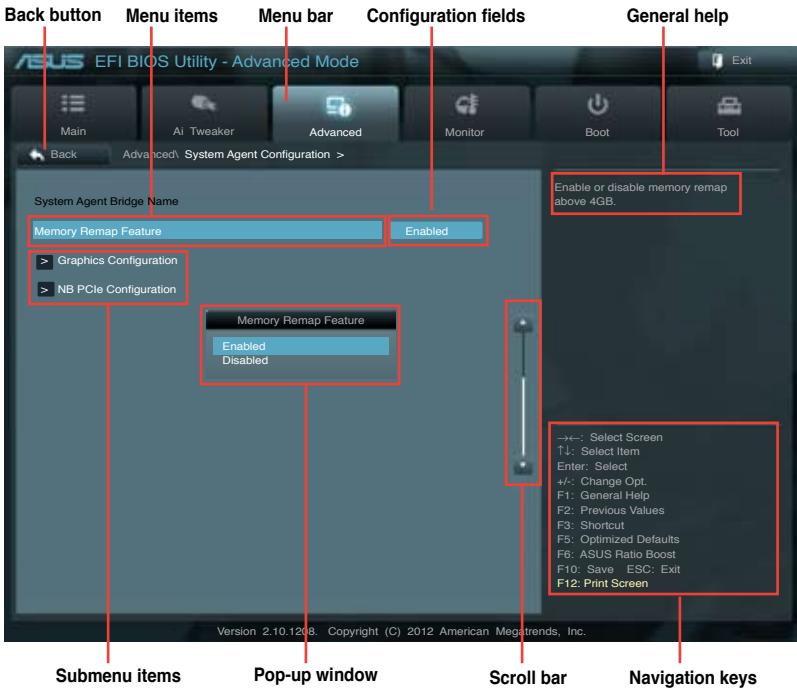 Back button Menu items Menu bar Configuration fields General help
ASUS EFI BIOS Utility - Advanced Mode Exit
Main Ai Tweaker Advanced Monitor Boot Tool
Back Advanced\ System Agent Configuration >
Enable or disable memory remap
above 4GB.
System Agent Bridge Name
Memory Remap Feature Enabled
> Graphics Configuration
> NB PCIe Configuration
Memory Remap Feature
Enabled
Disabled
→←: Select Screen
↑↓: Select Item
Enter: Select
+/-: Change Opt.
F1: General Help
F2: Previous Values
F3: Shortcut
F5: Optimized Defaults
F6: ASUS Ratio Boost
F10: Save ESC: Exit
F12: Print Screen
Version 2.10.1208. Copyright (C) 2012 American Megatrends, Inc.
Submenu items Pop-up window Scroll bar Navigation keys